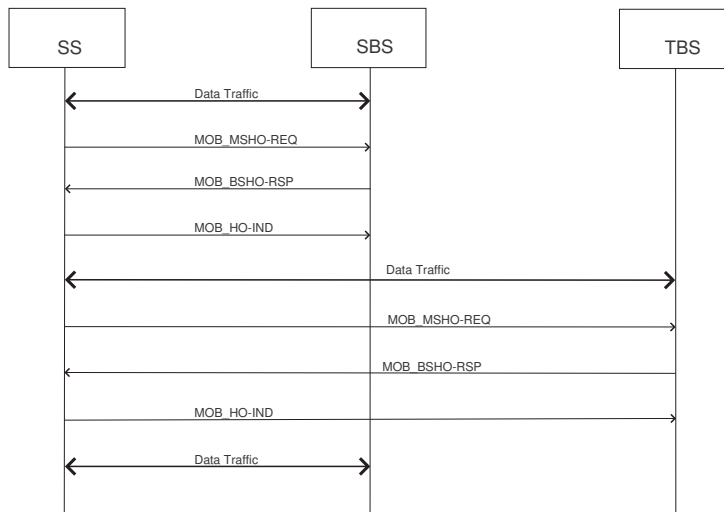 SS
SBS
TBS
Data Traffic
MOB_MSHO-REQ
MOB_BSHO-RSP
MOB_HO-IND
Data Traffic
MOB_MSHO-REQ
MOB_BSHO-RSP
MOB_HO-IND
Data Traffic